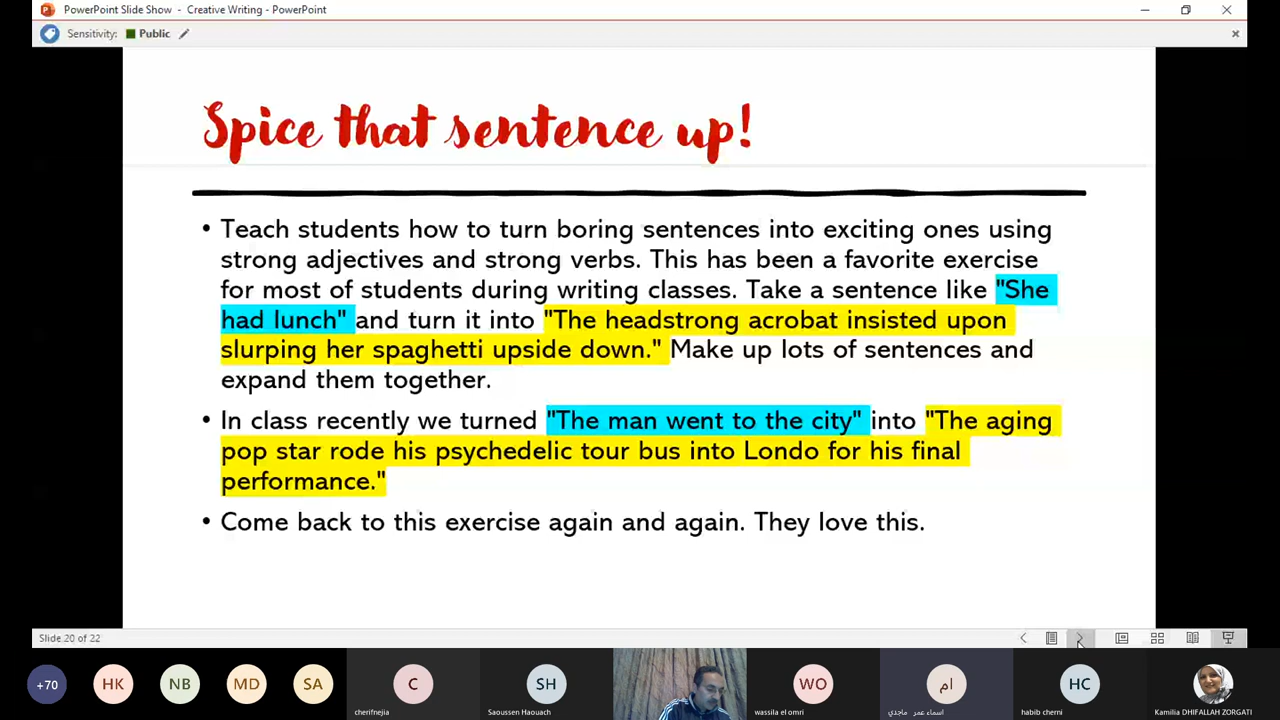 PowerPoint Slide Show - Creative Writing - PowerPoint
Sensitivity: Public
Spice that sentence up!
• Teach students how to turn boring sentences into exciting ones using
strong adjectives and strong verbs. This has been a favorite exercise
for most of students during writing classes. Take a sentence like "She
had lunch" and turn it into "The headstrong acrobat insisted upon
slurping her spaghetti upside down." Make up lots of sentences and
expand them together.
• In class recently we turned "The man went to the city" into "The aging
pop star rode his psychedelic tour bus into Londo for his final
performance."
• Come back to this exercise again and again. They love this.
Slide 20 of 22
+70 HK NB MD SA C SH WO ام HC
cherifnejia Saoussen Haouach wassila el omri اسماء عمر ماجدي habib cherni Kamilia DHIFALLAH ZORGATI